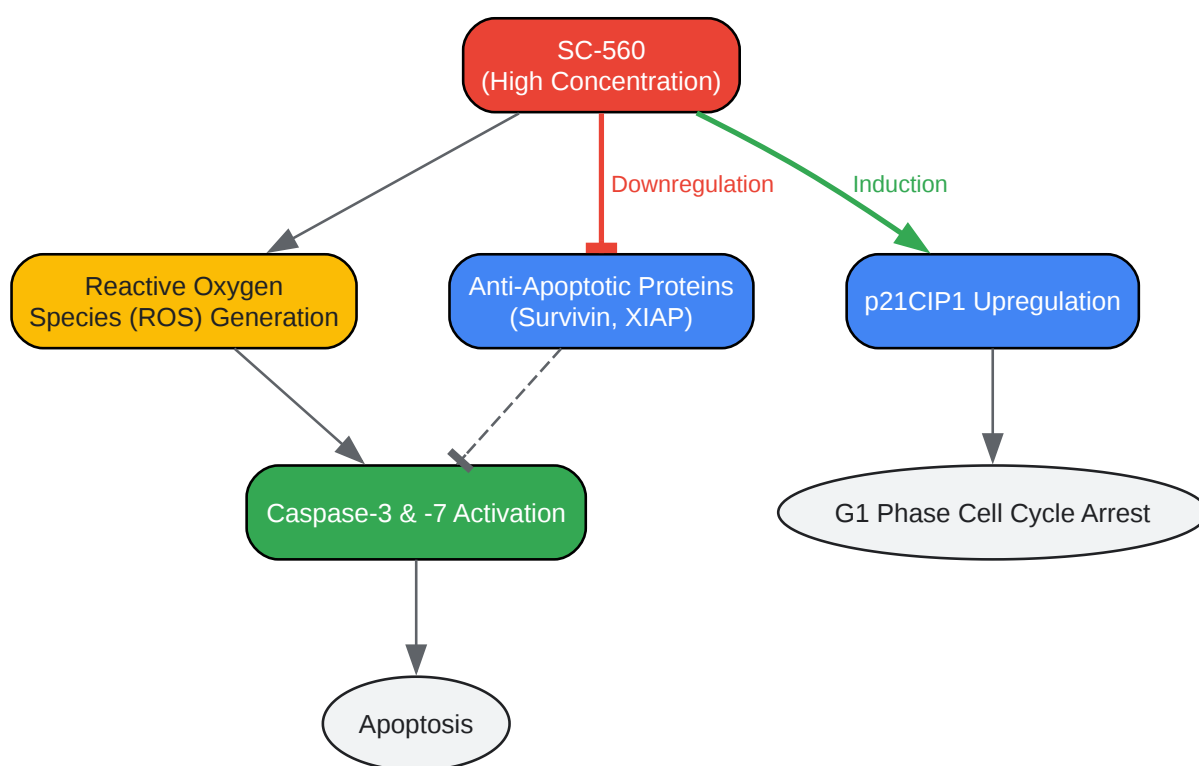 SC-560
(High Concentration)
Downregulation
Induction
Reactive Oxygen
Species (ROS) Generation
Anti-Apoptotic Proteins
(Survivin, XIAP)
p21CIP1 Upregulation
Caspase-3 & -7 Activation
G1 Phase Cell Cycle Arrest
Apoptosis